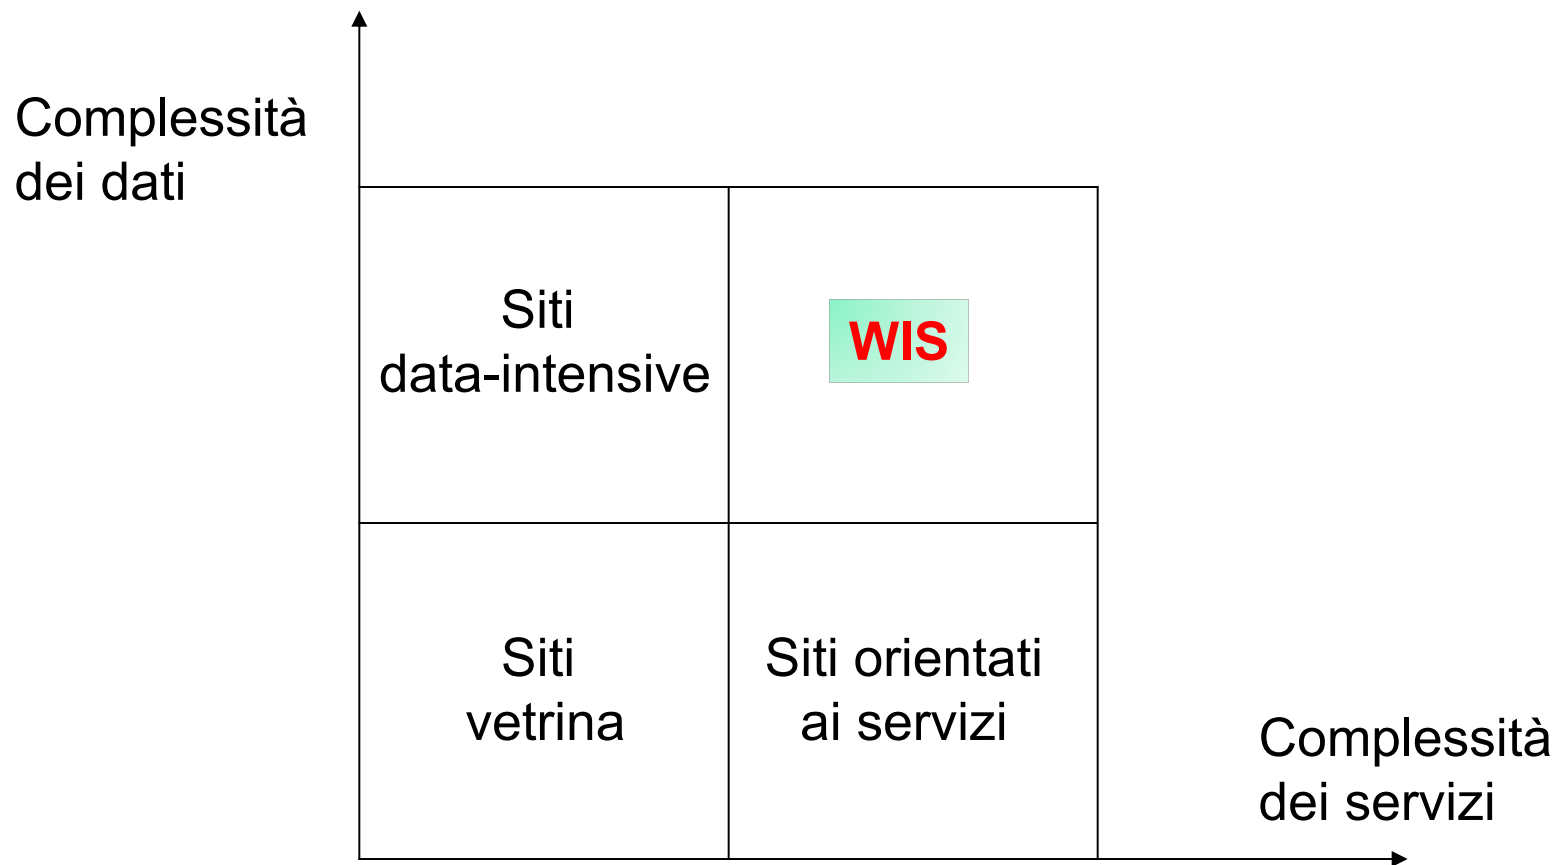 Complessità
dei dati
Siti
data-intensive
WIS
Siti
vetrina
Siti orientati
ai servizi
Complessità
dei servizi